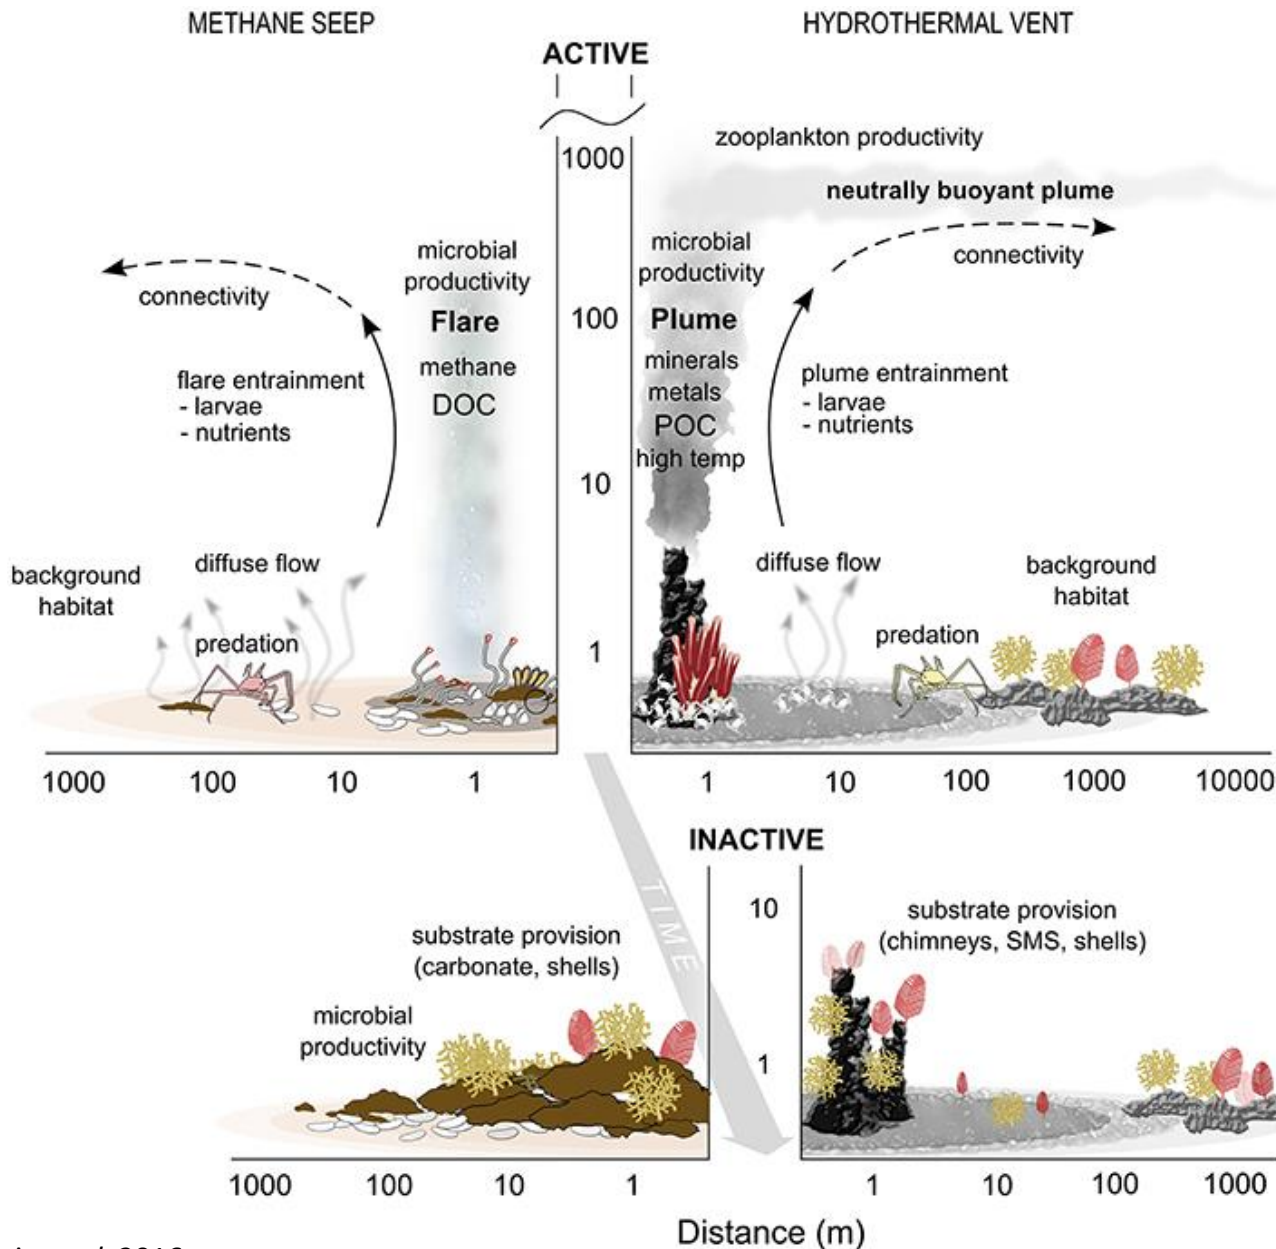 METHANE SEEP
HYDROTHERMAL VENT
ACTIVE
1000
100
10
1
microbial
productivity
Flare
methane
DOC
connectivity
flare entrainment
- larvae
- nutrients
background
habitat
diffuse flow
predation
1000 100 10 1
zooplankton productivity
neutrally buoyant plume
connectivity
microbial
productivity
Plume
minerals
metals
POC
high temp
plume entrainment
- larvae
- nutrients
diffuse flow
predation
background
habitat
1 10 100 1000 10000
TIME
INACTIVE
10
1
substrate provision
(carbonate, shells)
microbial
productivity
1000 100 10 1
substrate provision
(chimneys, SMS, shells)
1 10 100 1000
Distance (m)